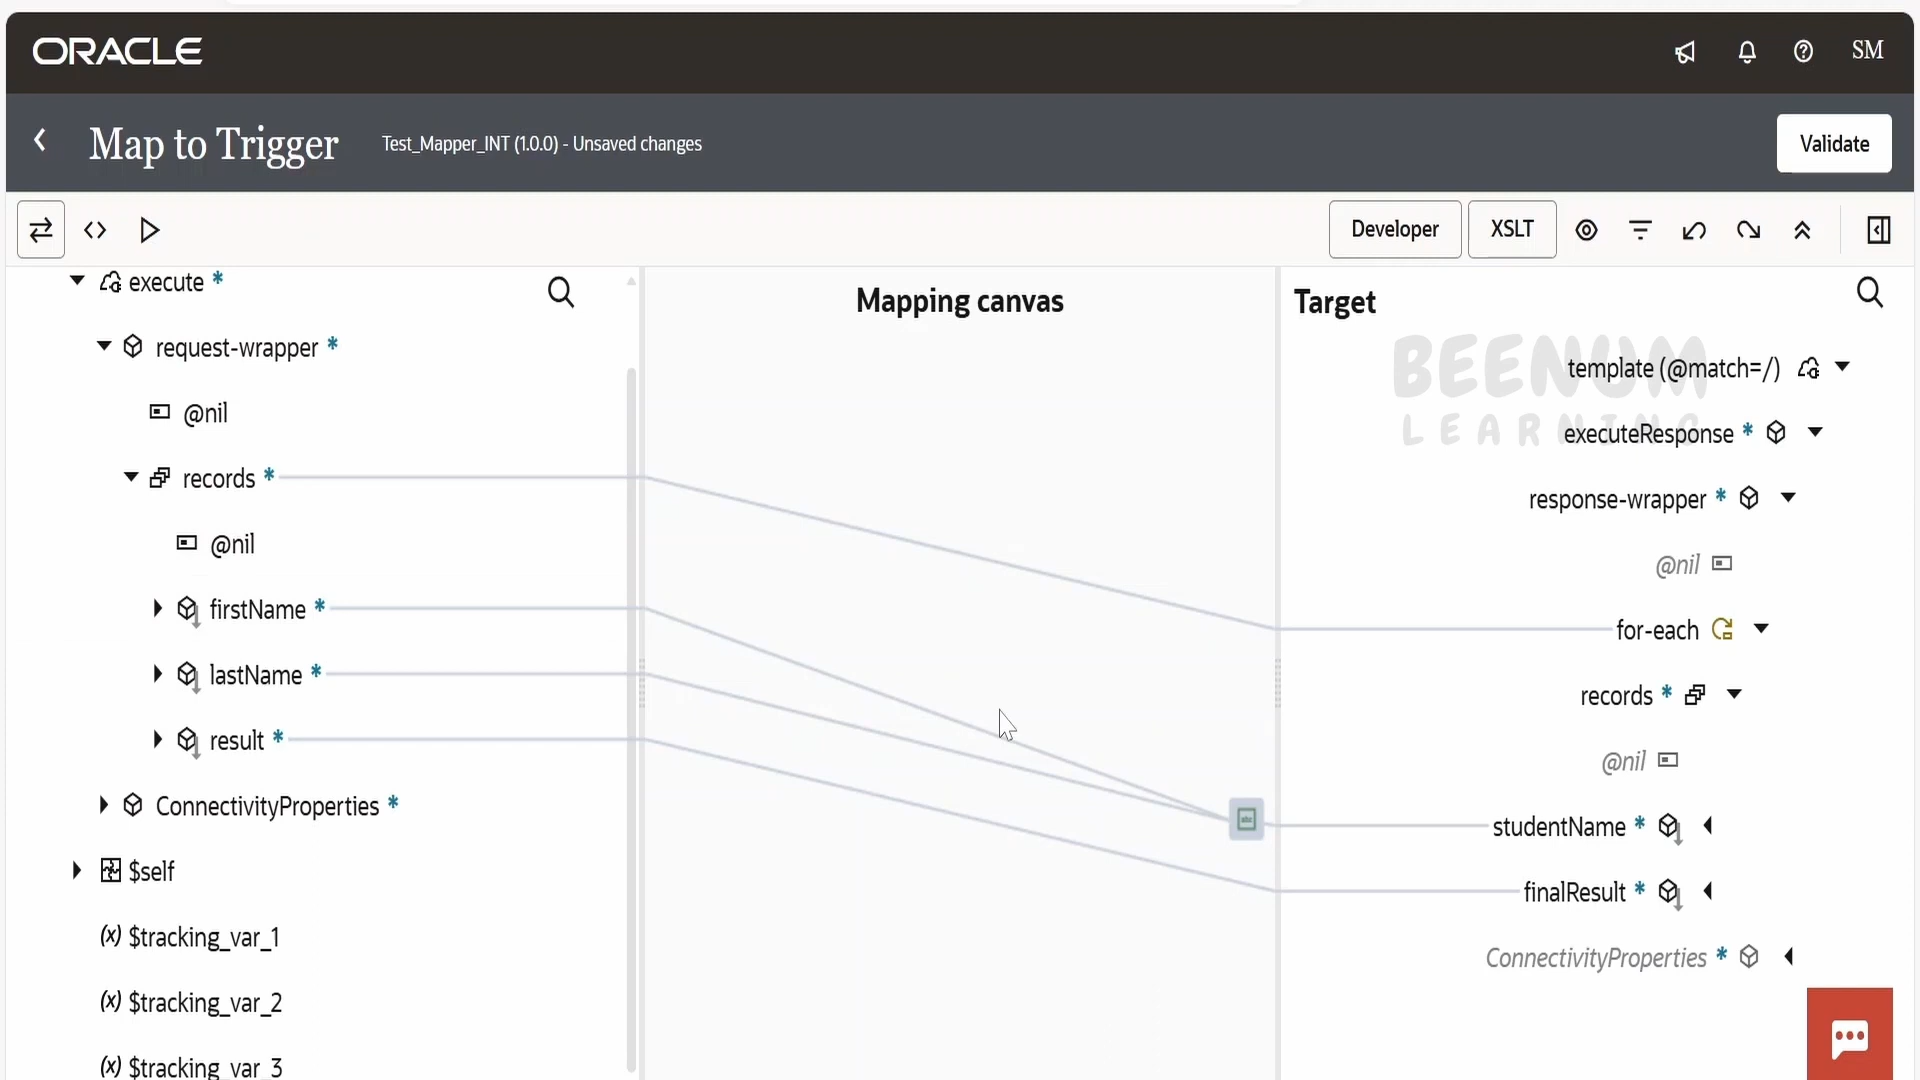 ORACLE
SM
Map to Trigger
Test_Mapper_INT (1.0.0) - Unsaved changes
Validate
Developer
XSLT
execute *
request-wrapper *
@nil
records *
@nil
firstName *
lastName *
result *
ConnectivityProperties *
$self
(x) $tracking_var_1
(x) $tracking_var_2
(x) $tracking_var_3
Mapping canvas
Target
BEENUM
LEARNING
template (@match=/)
executeResponse *
response-wrapper *
@nil
for-each
records *
@nil
studentName *
finalResult *
ConnectivityProperties *